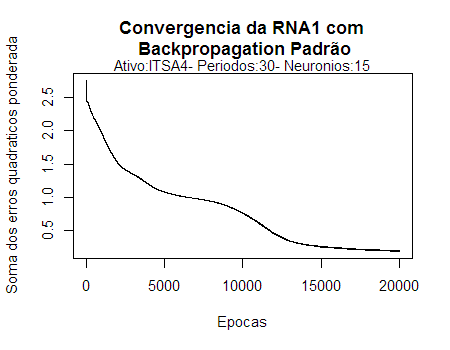 Convergencia da RNA1 com
Backpropagation Padrão
Ativo:ITSA4- Periodos:30- Neuronios:15
Soma dos erros quadraticos ponderada
2.5
2.0
1.5
1.0
0.5
0 5000 10000 15000 20000
Epocas